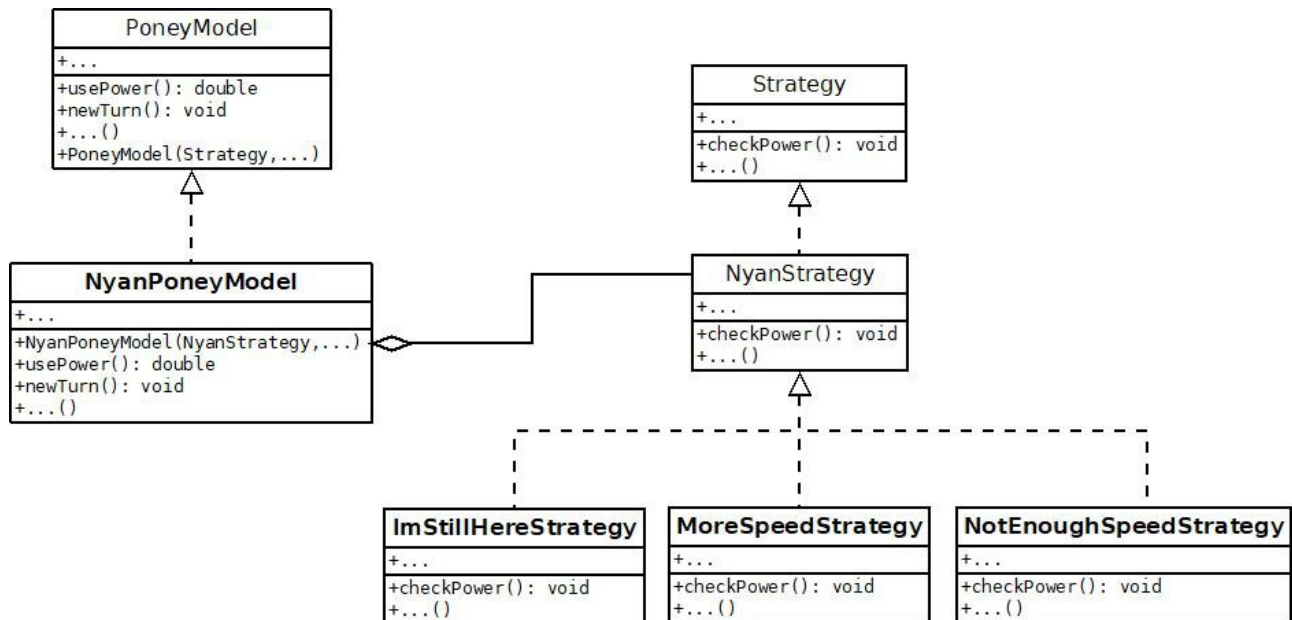 PoneyModel
+...
+usePower(): double
+newTurn(): void
+...()
+PoneyModel(Strategy,...)
Strategy
+...
+checkPower(): void
+...()
NyanPoneyModel
+...
+NyanPoneyModel(NyanStrategy,...)
+usePower(): double
+newTurn(): void
+...()
NyanStrategy
+...
+checkPower(): void
+...()
ImStillHereStrategy
+...
+checkPower(): void
+...()
MoreSpeedStrategy
+...
+checkPower(): void
+...()
NotEnoughSpeedStrategy
+...
+checkPower(): void
+...()